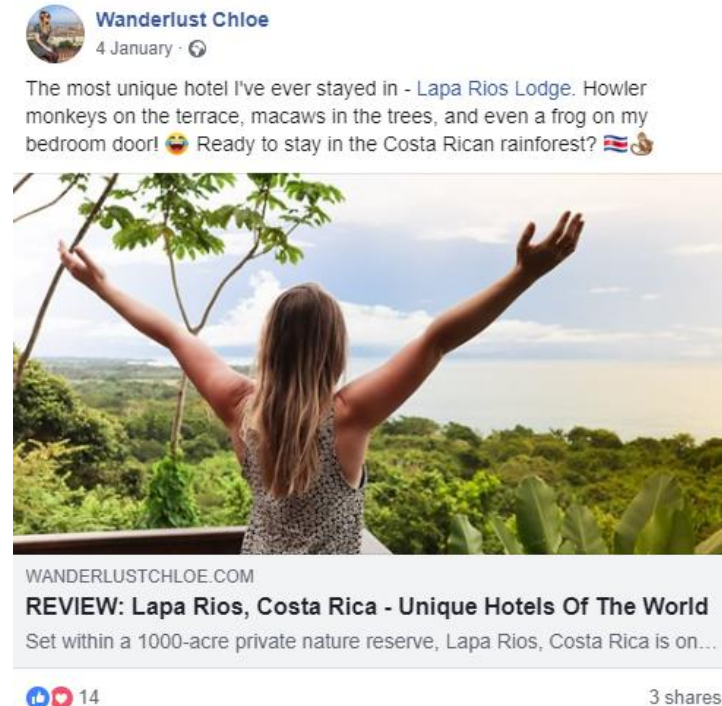 Wanderlust Chloe
4 January ·
The most unique hotel I've ever stayed in - Lapa Rios Lodge. Howler
monkeys on the terrace, macaws in the trees, and even a frog on my
bedroom door! 😂 Ready to stay in the Costa Rican rainforest? 🇨🇷🐒
WANDERLUSTCHLOE.COM
REVIEW: Lapa Rios, Costa Rica - Unique Hotels Of The World
Set within a 1000-acre private nature reserve, Lapa Rios, Costa Rica is on...
14
3 shares